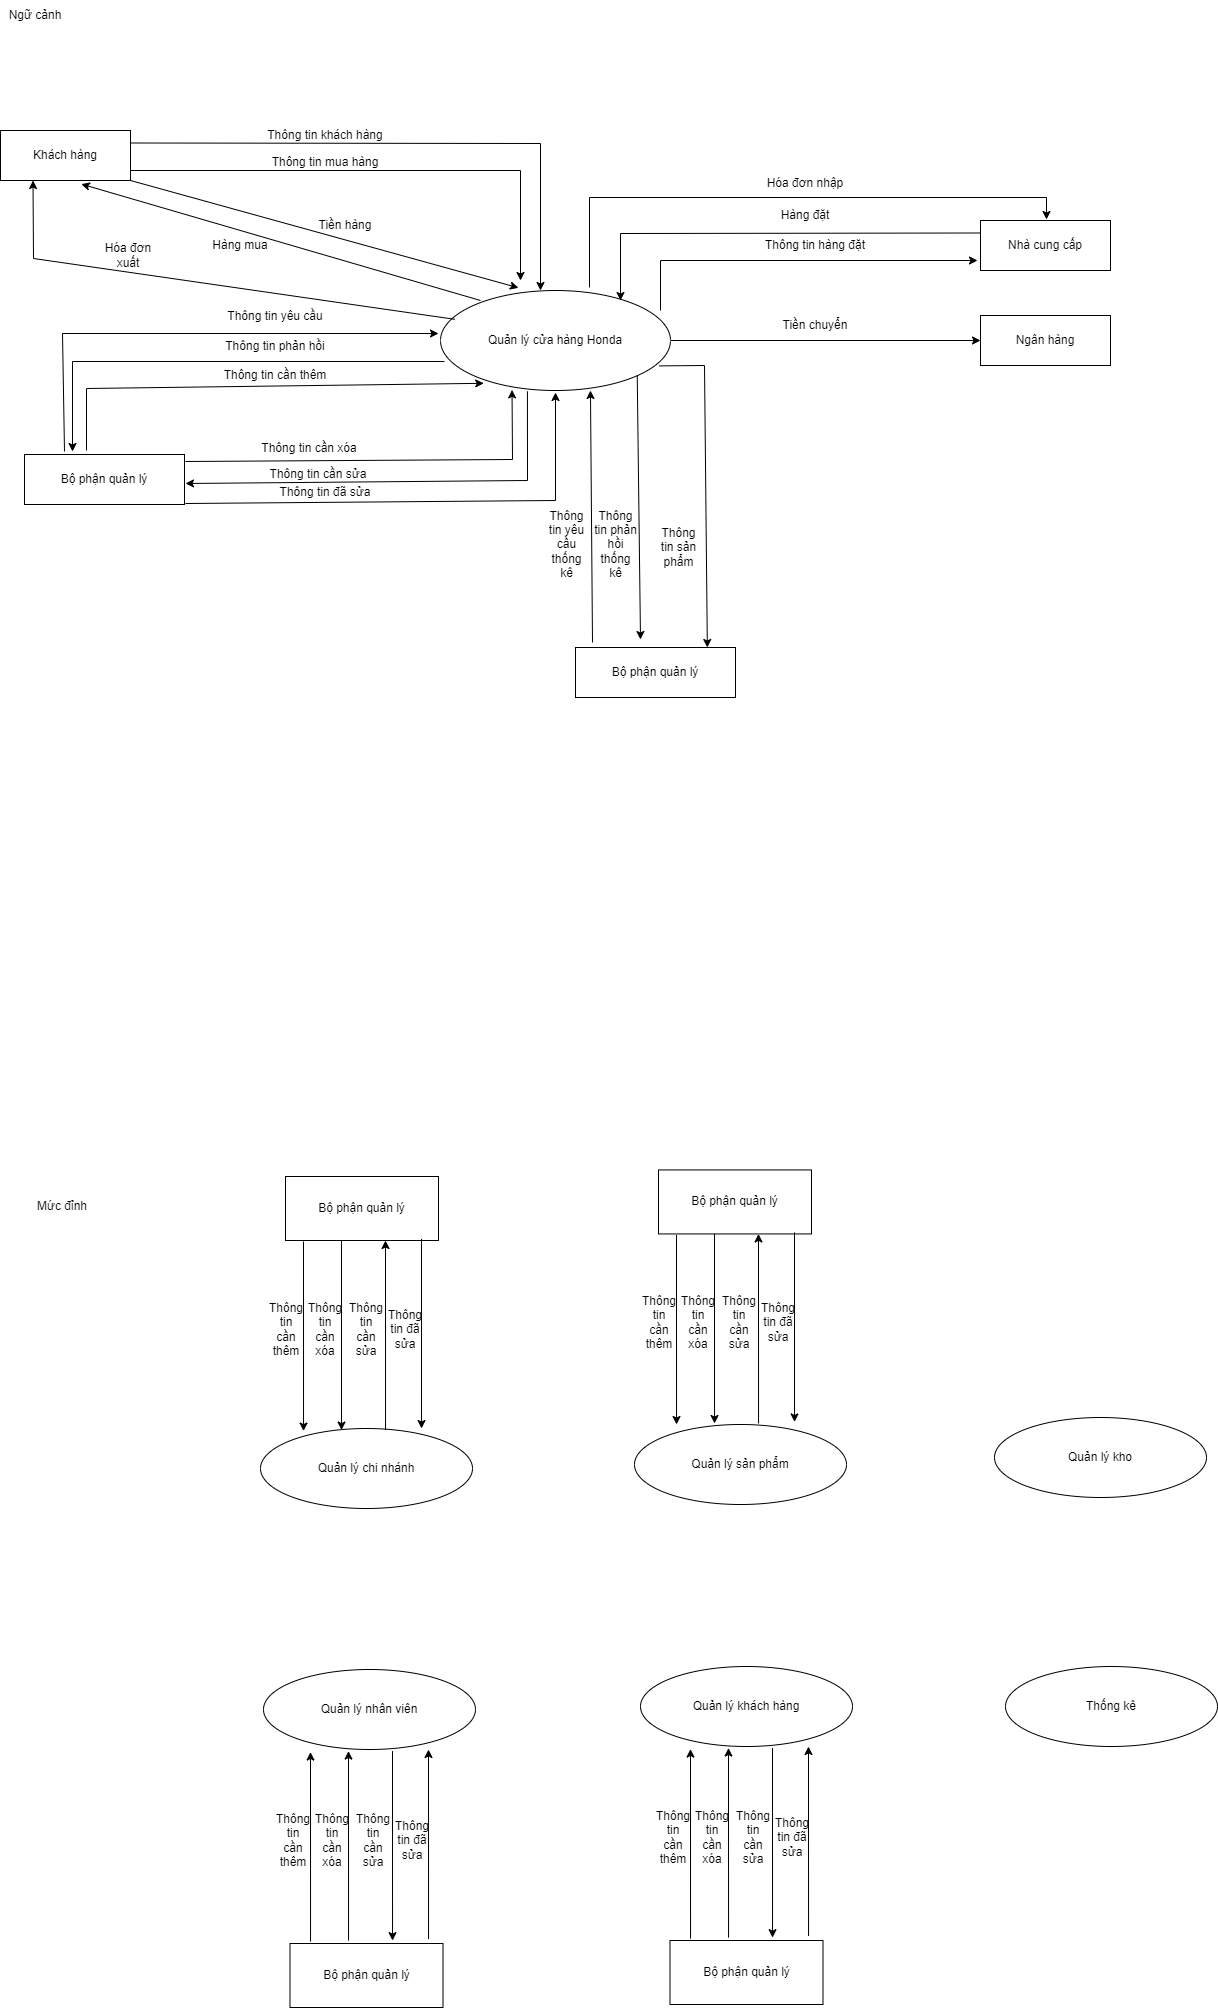 Ngữ cảnh
Thông tin khách hàng
Khách hàng
Thông tin mua hàng
Hóa đơn nhập
Hàng đặt
Tiền hàng
Hàng mua
Thông tin hàng đặt
Nhà cung cấp
Hóa đơn
xuất
Thông tin yêu cầu
Tiền chuyển
Quản lý cửa hàng Honda
Ngân hàng
Thông tin phản hồi
Thông tin cần thêm
Thông tin cần xóa
Bộ phận quản lý
Thông tin cần sửa
Thông tin đã sửa
Thông
tin yêu
cầu
thống
kê
Thông
tin phản
hồi
thống
kê
Thông
tin sản
phẩm
Bộ phận quản lý
Mức đỉnh
Bộ phận quản lý
Bộ phận quản lý
Thông
tin
cần
thêm
Thông
tin
cần
xóa
Thông
tin
cần
sửa
Thông
tin đã
sửa
Thông
tin
cần
thêm
Thông
tin
cần
xóa
Thông
tin
cần
sửa
Thông
tin đã
sửa
Quản lý chi nhánh
Quản lý sản phẩm
Quản lý kho
Quản lý nhân viên
Quản lý khách hàng
Thống kê
Thông
tin
cần
thêm
Thông
tin
cần
xóa
Thông
tin
cần
sửa
Thông
tin đã
sửa
Thông
tin
cần
thêm
Thông
tin
cần
xóa
Thông
tin
cần
sửa
Thông
tin đã
sửa
Bộ phận quản lý
Bộ phận quản lý